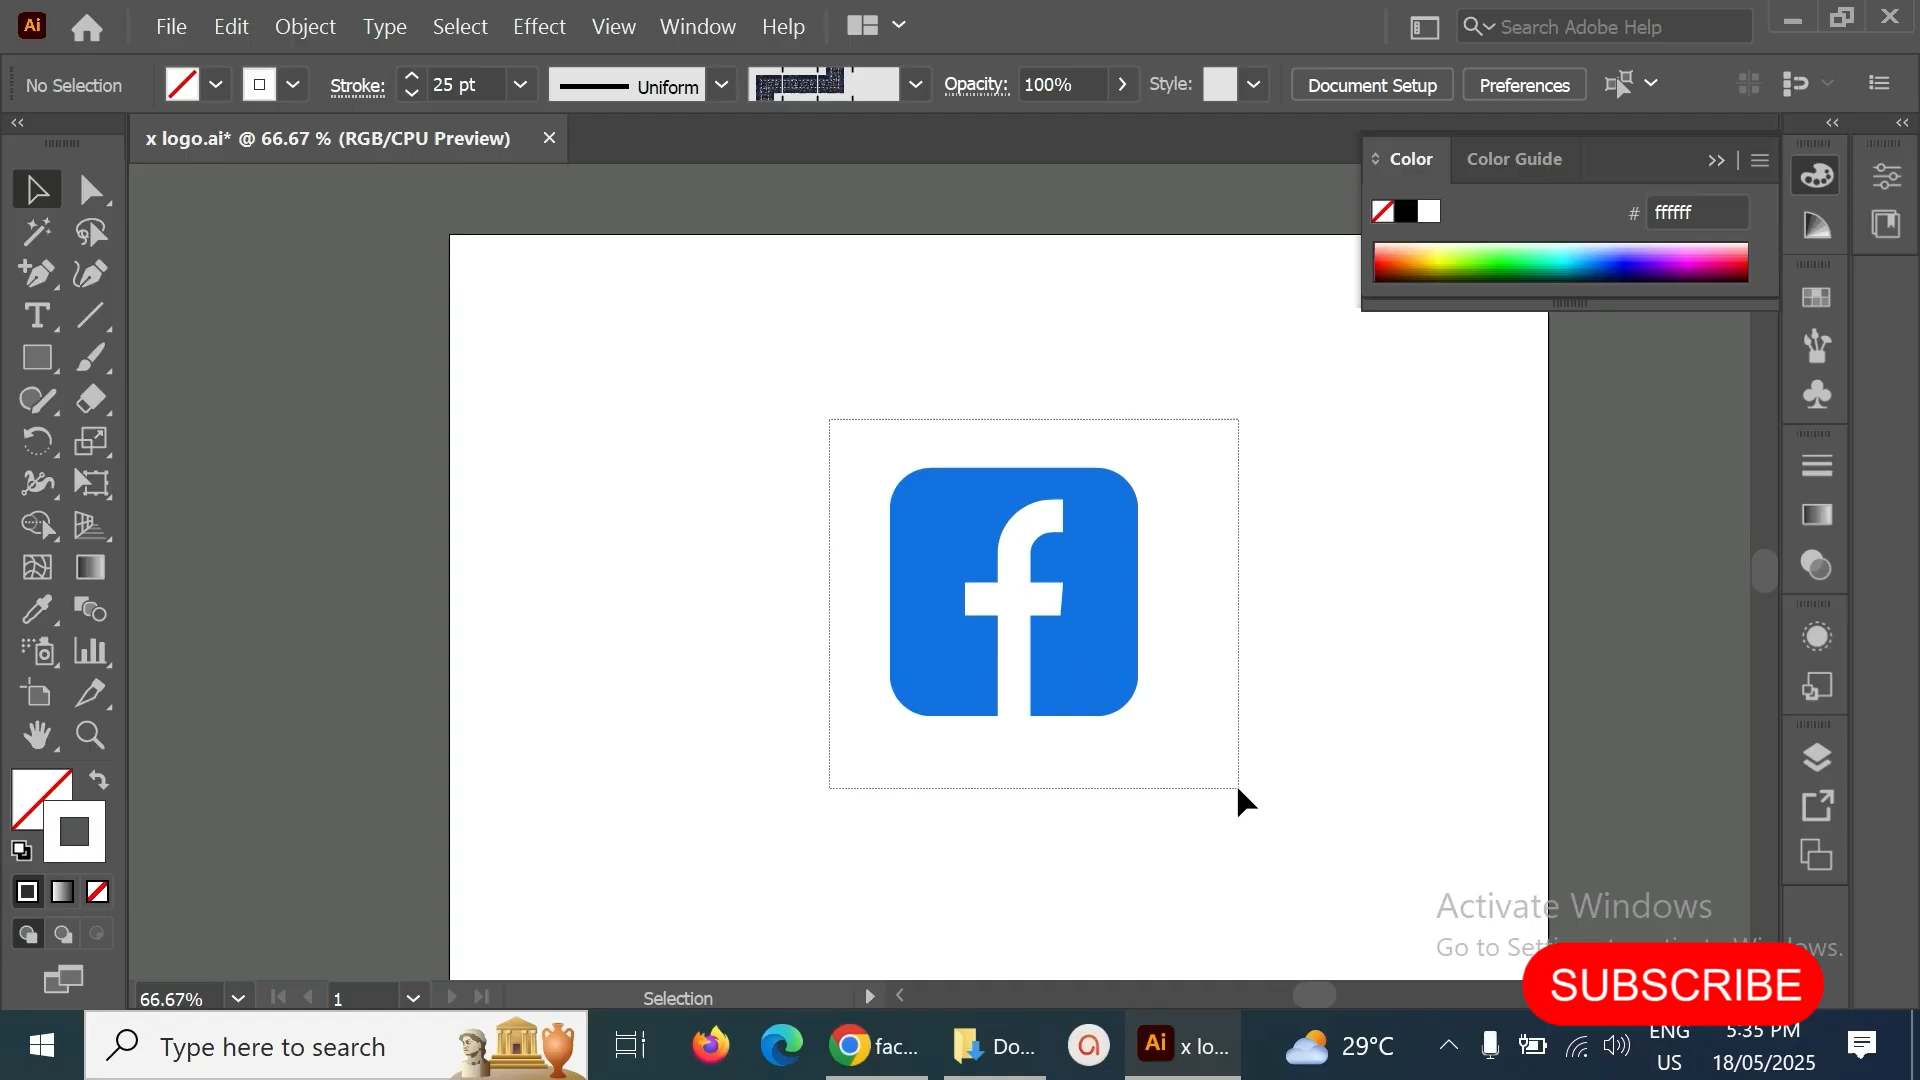 Ai File Edit Object Type Select Effect View Window Help Search Adobe Help
No Selection Stroke: 25 pt Uniform Opacity: 100% Style: Document Setup Preferences
x logo.ai* @ 66.67 % (RGB/CPU Preview)
Color Color Guide
# ffffff
f
Activate Windows
66.67% 1 Selection
SUBSCRIBE
Type here to search fac... Do... Ai x lo... 29°C ENG 5:35 PM
US 18/05/2025